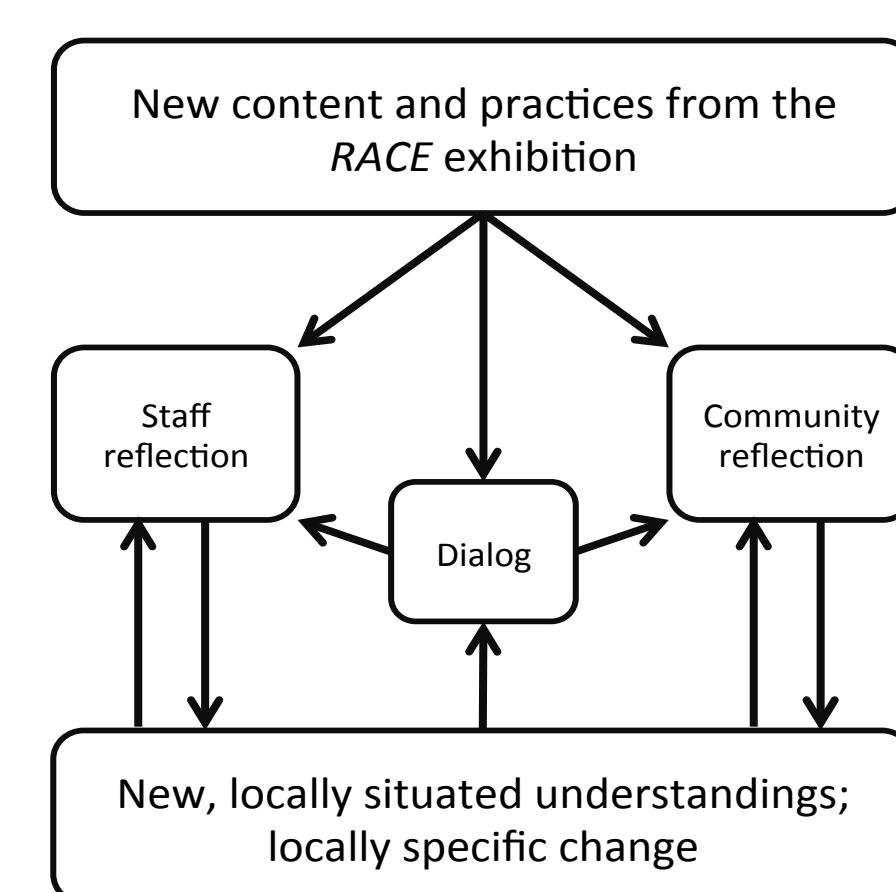 New content and practices from the
RACE exhibition
Staff
reflection
Community
reflection
Dialog
New, locally situated understandings;
locally specific change